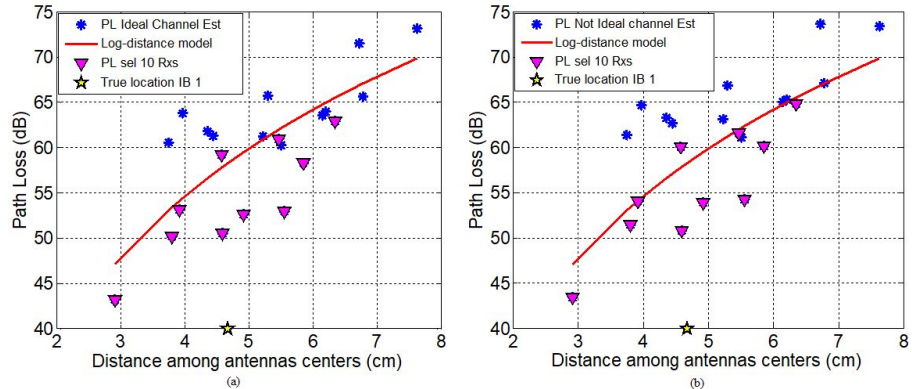 75
70
65
60
55
50
45
40
Path Loss (dB)
PL Ideal Channel Est
Log-distance model
PL sel 10 Rxs
True location IB 1
2 3 4 5 6 7 8
Distance among antennas centers (cm)
(a)
75
70
65
60
55
50
45
40
Path Loss (dB)
PL Not Ideal channel Est
Log-distance model
PL sel 10 Rxs
True location IB 1
2 3 4 5 6 7 8
Distance among antennas centers (cm)
(b)